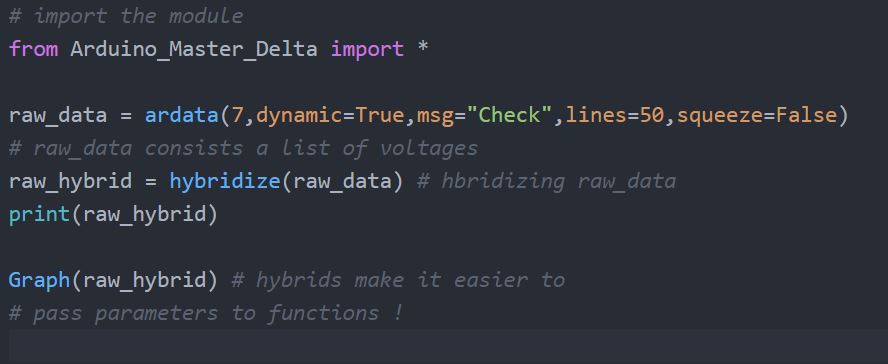 # import the module
from Arduino_Master_Delta import *
raw_data = ardata(7,dynamic=True,msg="Check",lines=50,squeeze=False)
# raw_data consists a list of voltages
raw_hybrid = hybridize(raw_data) # hbridizing raw_data
print(raw_hybrid)
Graph(raw_hybrid) # hybrids make it easier to
# pass parameters to functions !